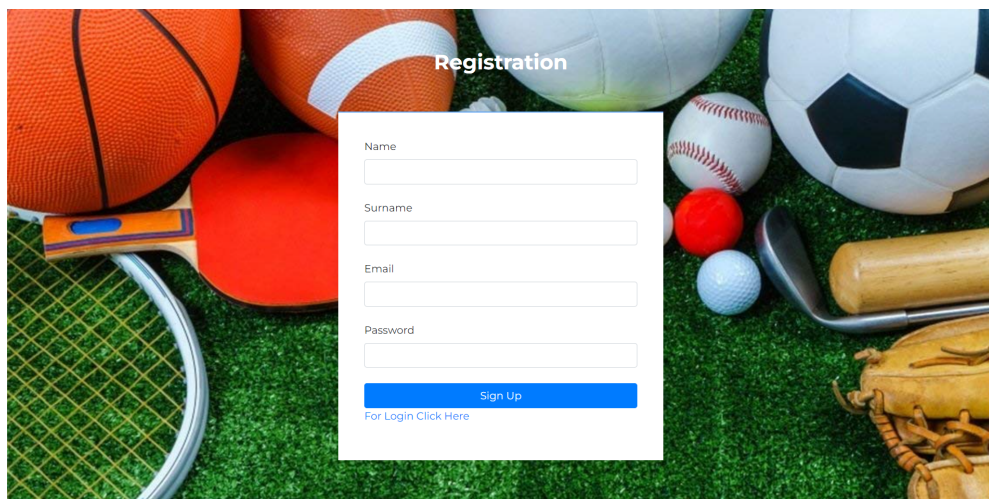 Registration
Name
Surname
Email
Password
Sign Up
For Login Click Here